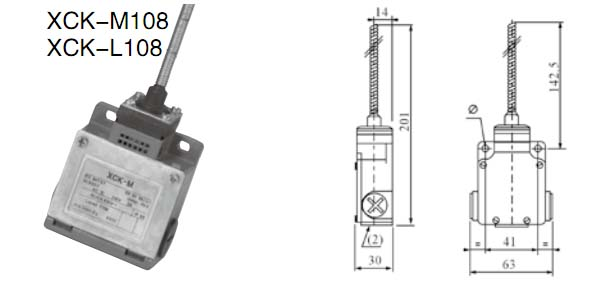 XCK-M108
XCK-L108
XCK-M
14
201
(2)
30
142.5
Ø
= 41 =
63